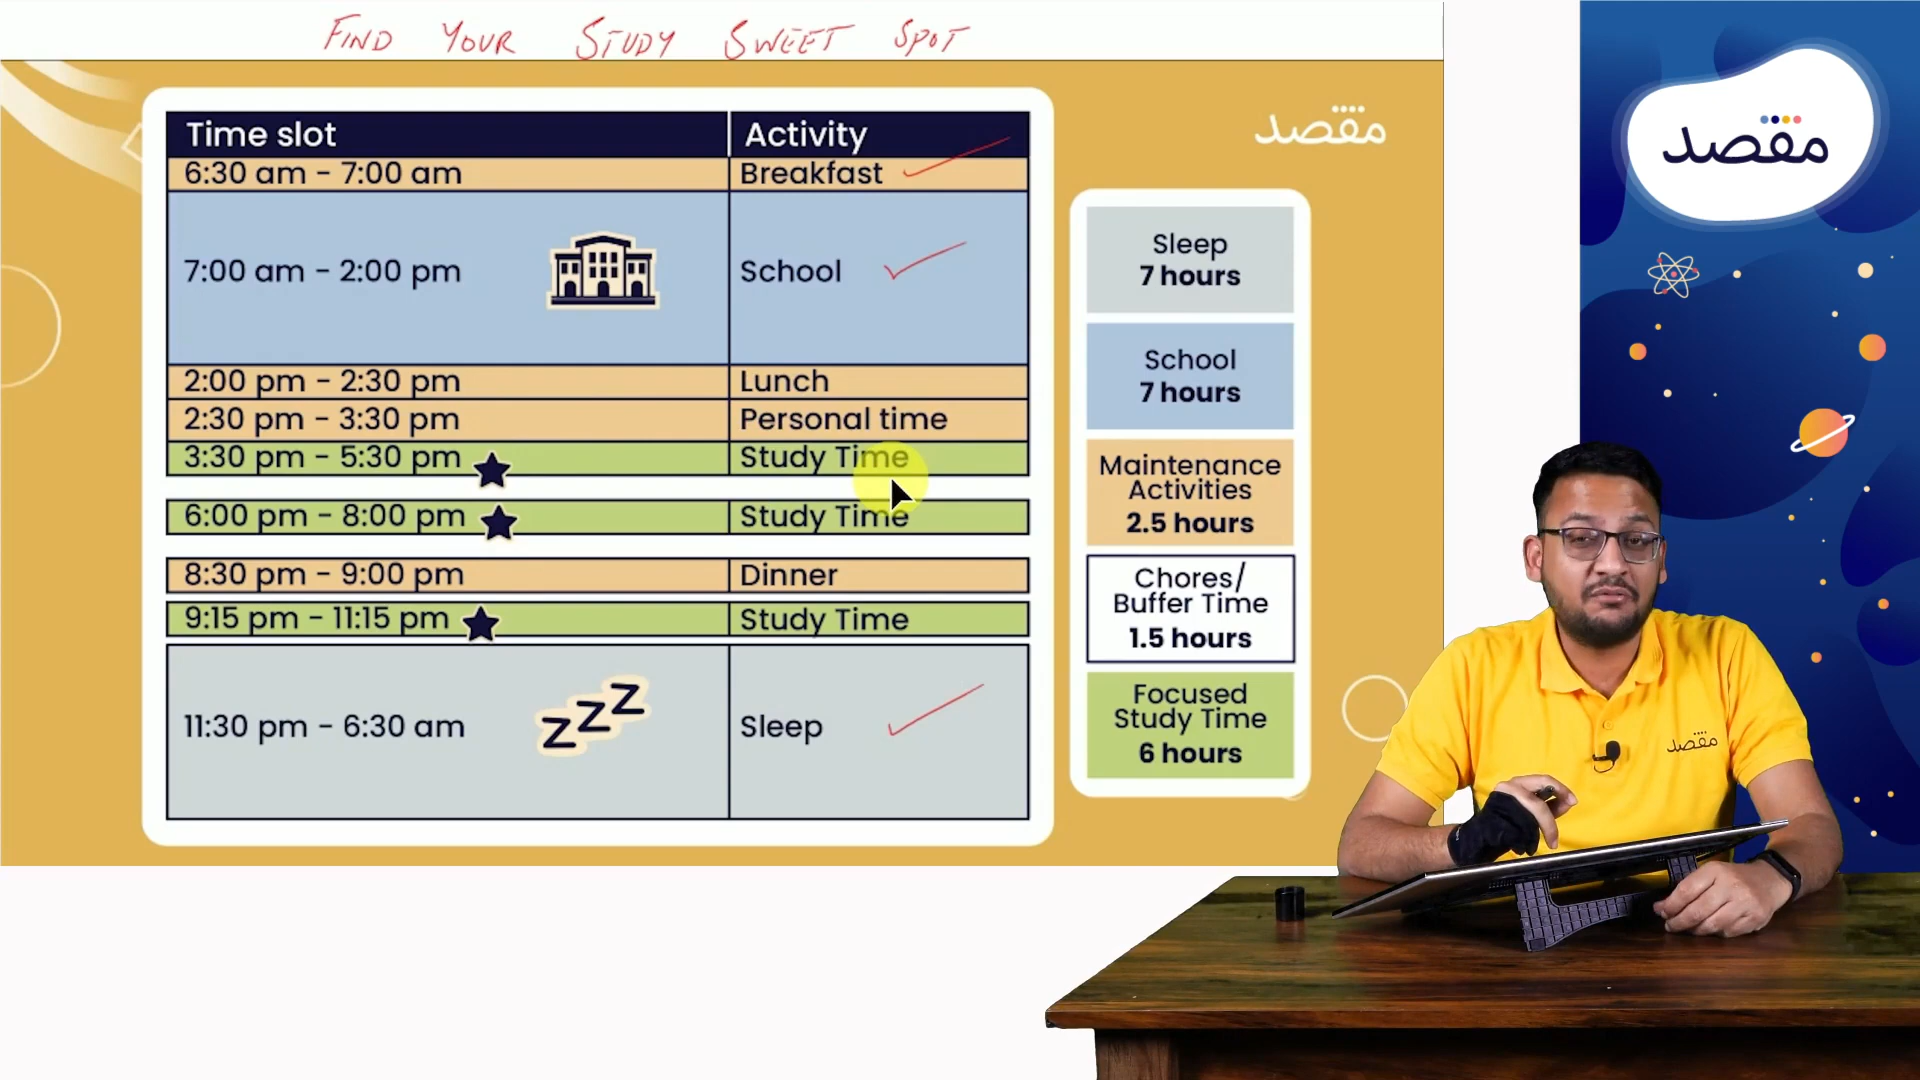 FIND YOUR STUDY SWEET SPOT
مقصد
مقصد
Time slot Activity
6:30 am - 7:00 am Breakfast
7:00 am - 2:00 pm School
2:00 pm - 2:30 pm Lunch
2:30 pm - 3:30 pm Personal time
3:30 pm - 5:30 pm Study Time
6:00 pm - 8:00 pm Study Time
8:30 pm - 9:00 pm Dinner
9:15 pm - 11:15 pm Study Time
11:30 pm - 6:30 am zzz Sleep
Sleep
7 hours
School
7 hours
Maintenance
Activities
2.5 hours
Chores/
Buffer Time
1.5 hours
Focused
Study Time
6 hours
مقصد